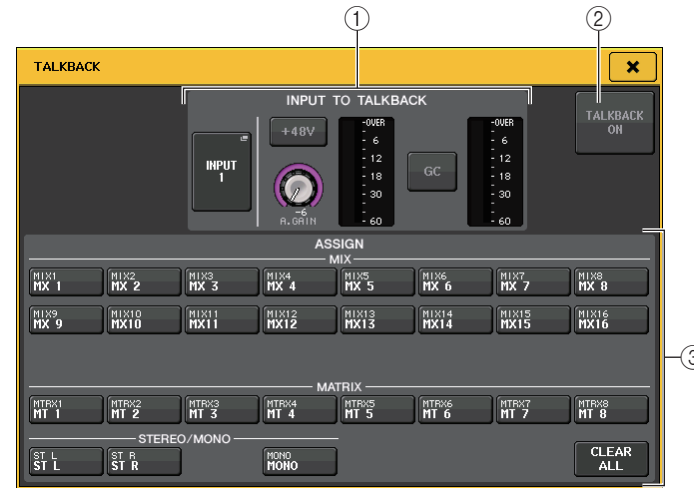 ① ②
TALKBACK
INPUT TO TALKBACK
TALKBACK ON
INPUT 1
+48V
-6
A.GAIN
-OVER
- 6
- 12
- 18
- 30
- 60
GC
-OVER
- 6
- 12
- 18
- 30
- 60
③
ASSIGN
MIX
MIX1 MIX2 MIX3 MIX4 MIX5 MIX6 MIX7 MIX8
MX 1 MX 2 MX 3 MX 4 MX 5 MX 6 MX 7 MX 8
MIX9 MIX10 MIX11 MIX12 MIX13 MIX14 MIX15 MIX16
MX 9 MX10 MX11 MX12 MX13 MX14 MX15 MX16
MATRIX
MTRX1 MTRX2 MTRX3 MTRX4 MTRX5 MTRX6 MTRX7 MTRX8
MT 1 MT 2 MT 3 MT 4 MT 5 MT 6 MT 7 MT 8
STEREO/MONO
ST L ST R MONO
ST L ST R MONO
CLEAR ALL